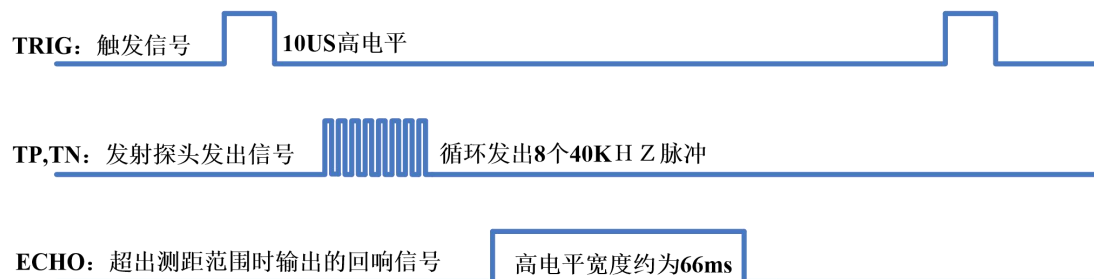 TRIG：触发信号 10US高电平
TP,TN：发射探头发出信号 循环发出8个40KＨＺ脉冲
ECHO：超出测距范围时输出的回响信号 高电平宽度约为66ms